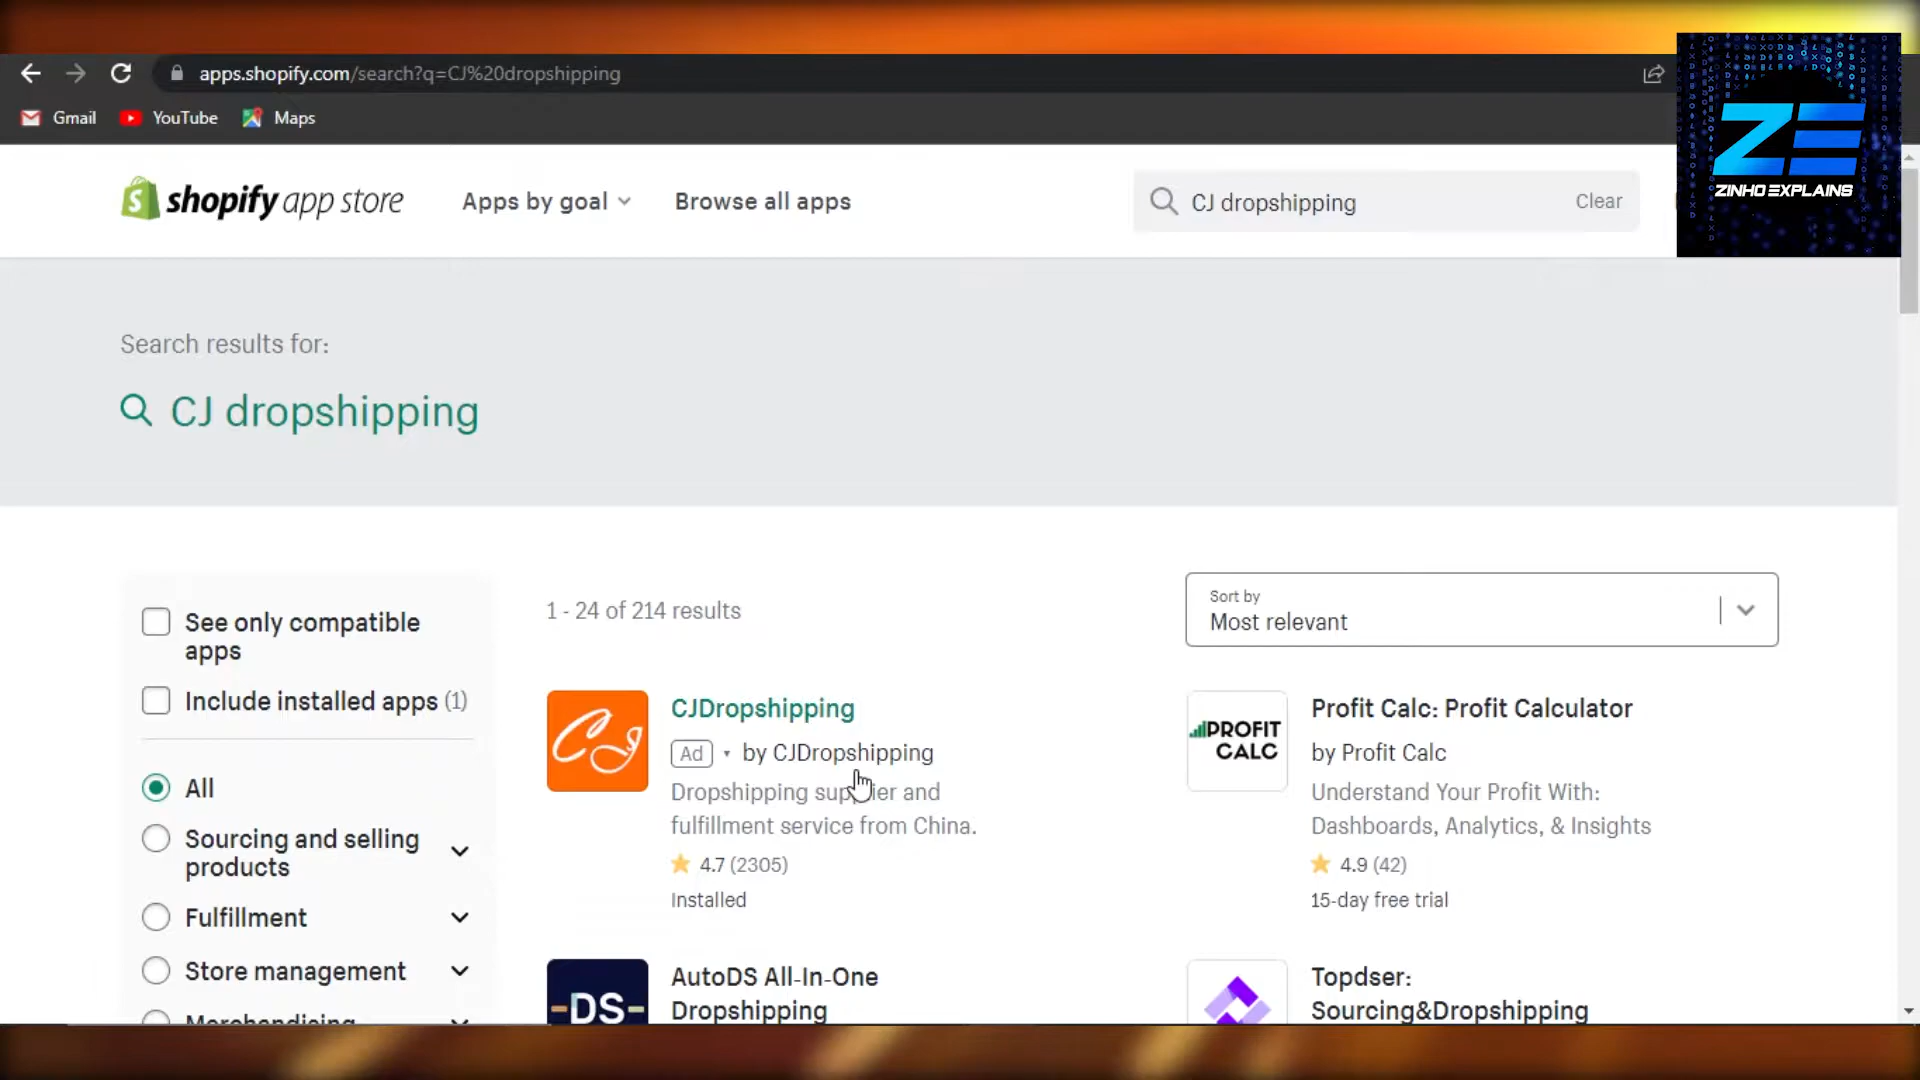 apps.shopify.com/search?q=CJ%20dropshipping
Gmail
YouTube
Maps
ZE
ZINHO EXPLAINS
shopify app store
Apps by goal
Browse all apps
CJ dropshipping
Clear
Search results for:
CJ dropshipping
See only compatible
apps
Include installed apps (1)
All
Sourcing and selling
products
Fulfillment
Store management
Merchandising
1 - 24 of 214 results
Sort by
Most relevant
CJ
CJDropshipping
Ad
by CJDropshipping
Dropshipping supplier and
fulfillment service from China.
4.7 (2305)
Installed
PROFIT
CALC
Profit Calc: Profit Calculator
by Profit Calc
Understand Your Profit With:
Dashboards, Analytics, & Insights
4.9 (42)
15-day free trial
-DS-
AutoDS All-In-One
Dropshipping
Topdser:
Sourcing&Dropshipping